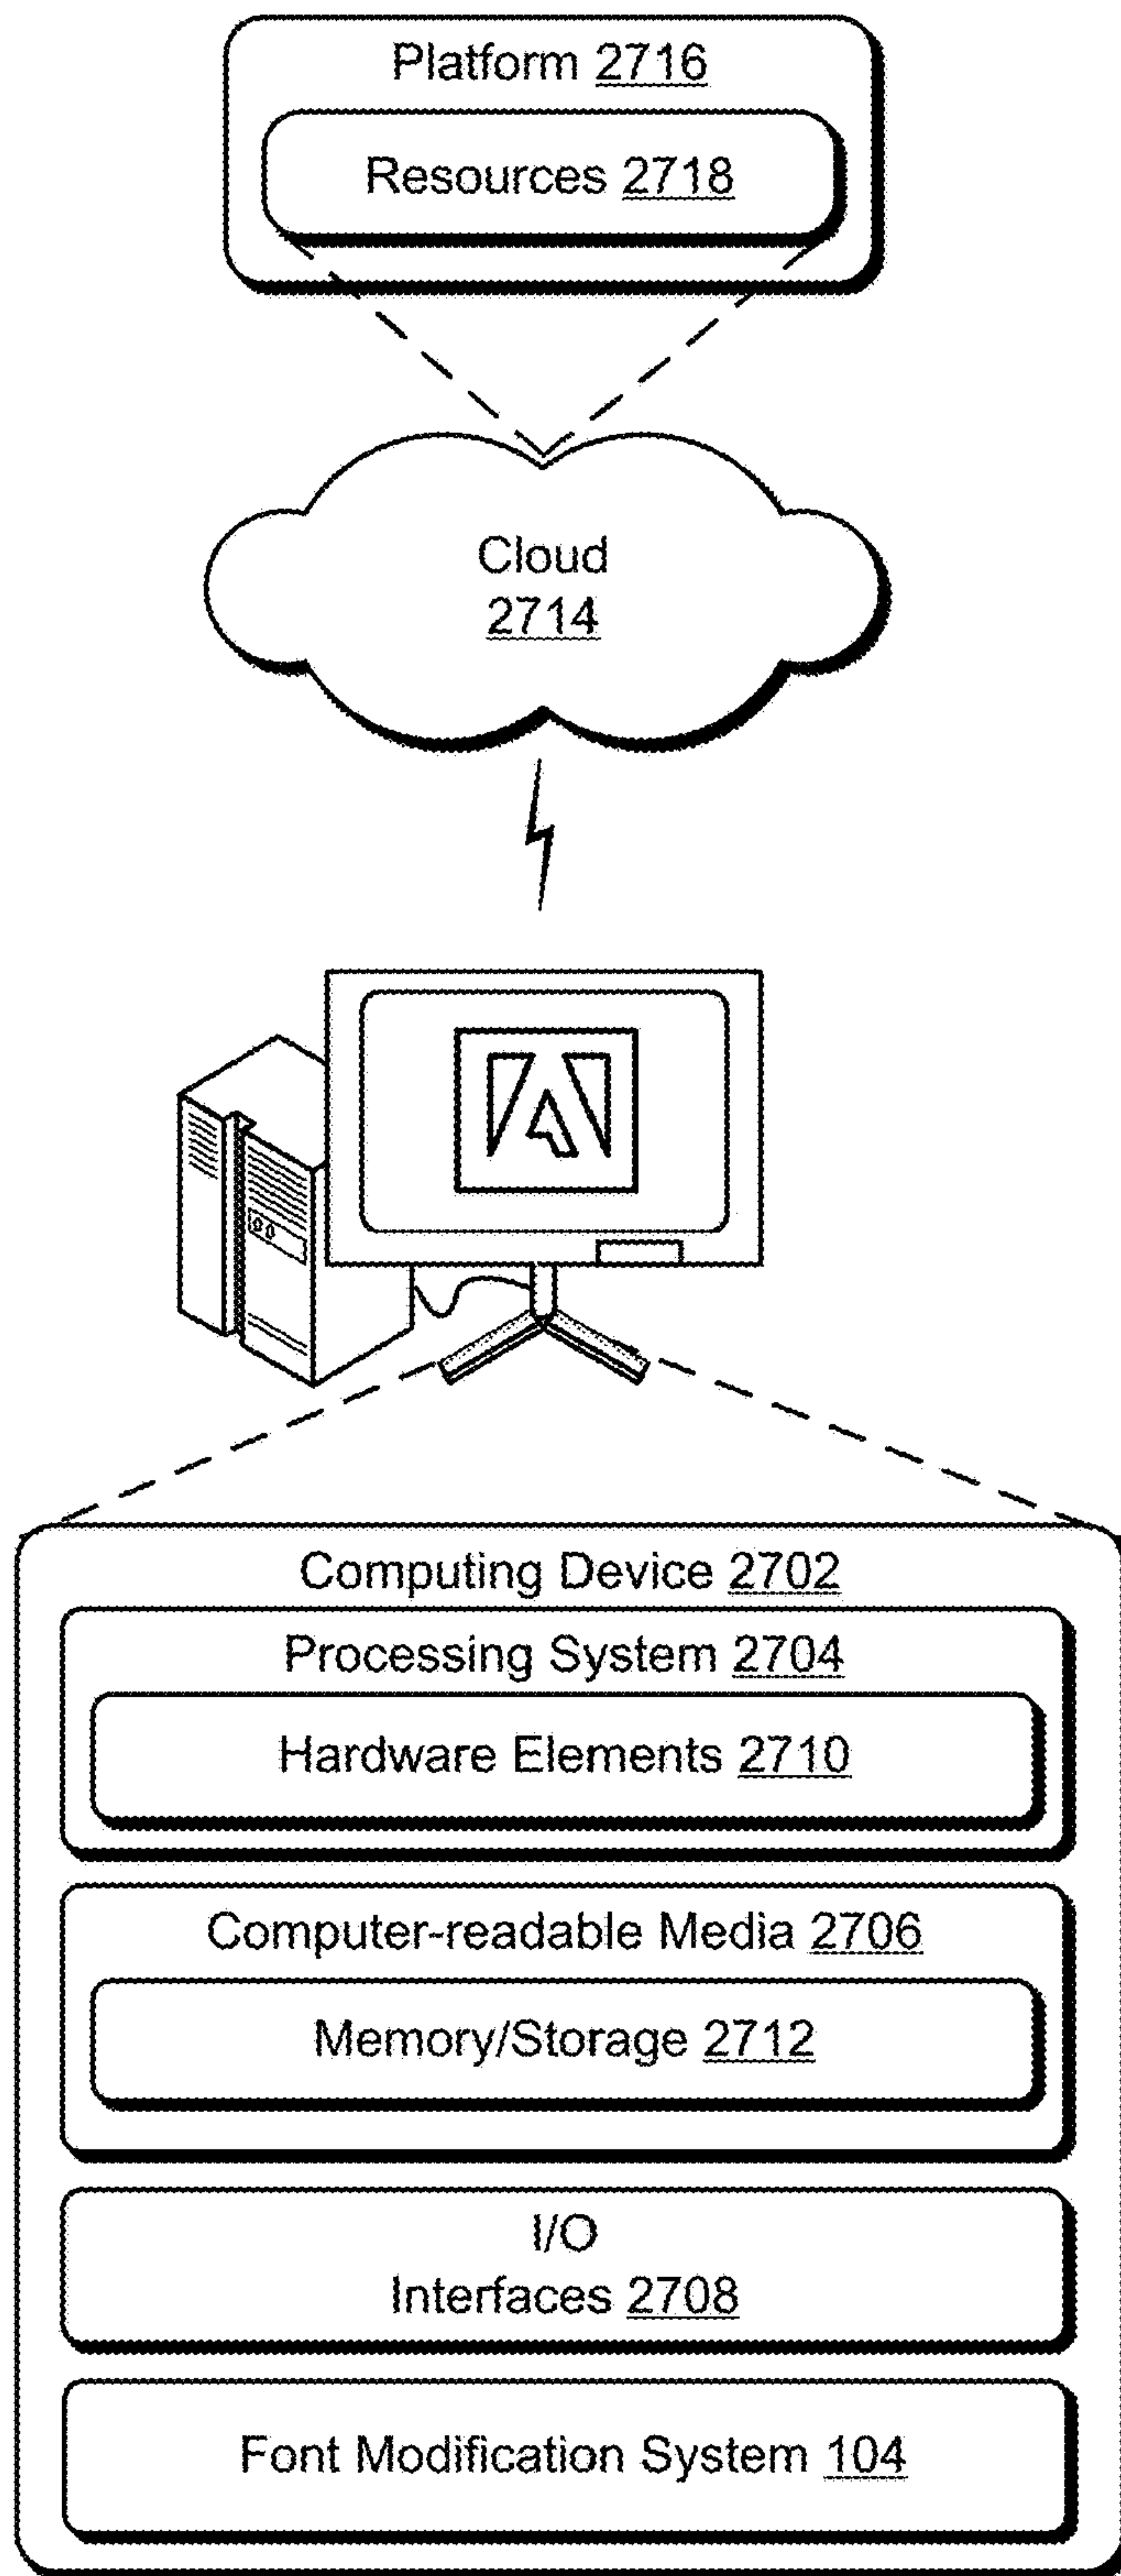 Platform 2716
Resources 2718
Cloud
2714
Computing Device 2702
Processing System 2704
Hardware Elements 2710
Computer-readable Media 2706
Memory/Storage 2712
I/O
Interfaces 2708
Font Modification System 104